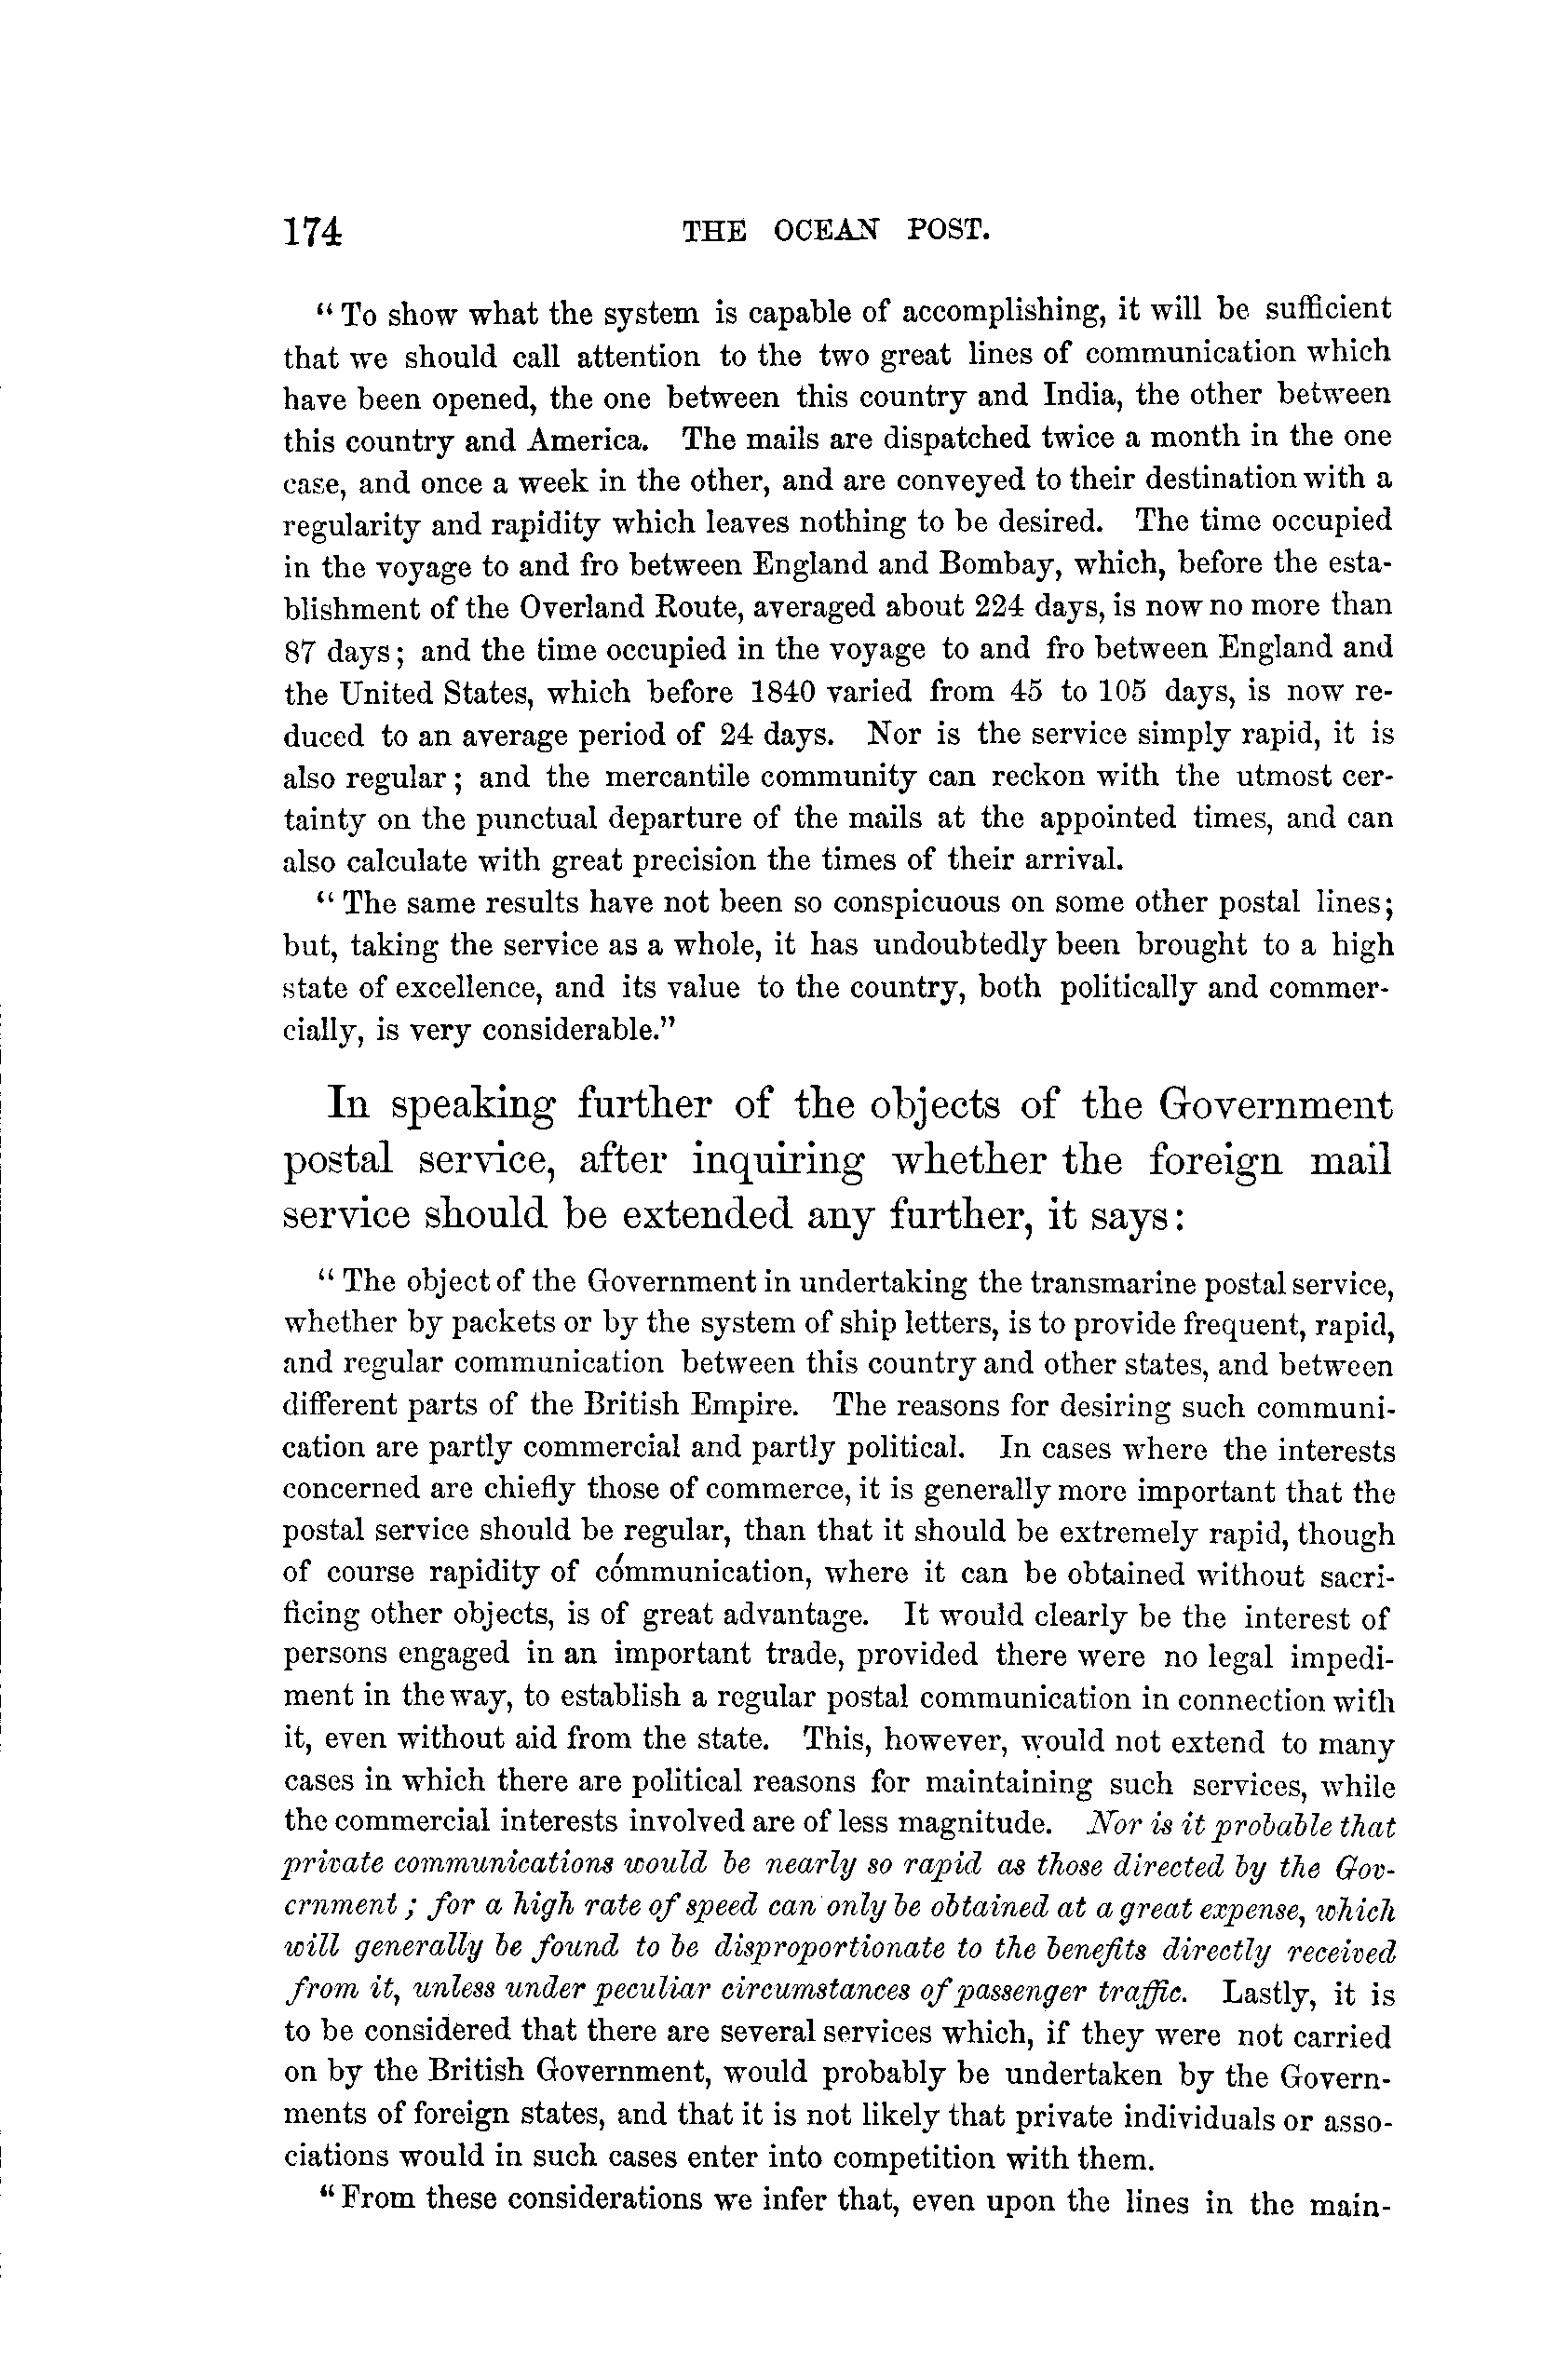 174 THE OCEAN POST.
“ To show what the system is capable of accomplishing, it will be sufficient
that we should call attention to the two great lines of communication which
have been opened, the one between this country and India, the other between
this country and America. The mails are dispatched twice a month in the one
case, and once a week in the other, and are conveyed to their destination with a
regularity and rapidity which leaves nothing to be desired. The time occupied
in the voyage to and fro between England and Bombay, which, before the esta-
blishment of the Overland Route, averaged about 224 days, is now no more than
87 days; and the time occupied in the voyage to and fro between England and
the United States, which before 1840 varied from 45 to 105 days, is now re-
duced to an average period of 24 days. Nor is the service simply rapid, it is
also regular; and the mercantile community can reckon with the utmost cer-
tainty on the punctual departure of the mails at the appointed times, and can
also calculate with great precision the times of their arrival.
“ The same results have not been so conspicuous on some other postal lines;
but, taking the service as a whole, it has undoubtedly been brought to a high
state of excellence, and its value to the country, both politically and commer-
cially, is very considerable.”
In speaking further of the objects of the Government
postal service, after inquiring whether the foreign mail
service should be extended any further, it says:
“ The object of the Government in undertaking the transmarine postal service,
whether by packets or by the system of ship letters, is to provide frequent, rapid,
and regular communication between this country and other states, and between
different parts of the British Empire. The reasons for desiring such communi-
cation are partly commercial and partly political. In cases where the interests
concerned are chiefly those of commerce, it is generally more important that the
postal service should be regular, than that it should be extremely rapid, though
of course rapidity of communication, where it can be obtained without sacri-
ficing other objects, is of great advantage. It would clearly be the interest of
persons engaged in an important trade, provided there were no legal impedi-
ment in the way, to establish a regular postal communication in connection with
it, even without aid from the state. This, however, would not extend to many
cases in which there are political reasons for maintaining such services, while
the commercial interests involved are of less magnitude. Nor is it probable that
private communications would be nearly so rapid as those directed by the Gov-
ernment ; for a high rate of speed can only be obtained at a great expense, which
will generally be found to be disproportionate to the benefits directly received
from it, unless under peculiar circumstances of passenger traffic. Lastly, it is
to be considered that there are several services which, if they were not carried
on by the British Government, would probably be undertaken by the Govern-
ments of foreign states, and that it is not likely that private individuals or asso-
ciations would in such cases enter into competition with them.
“ From these considerations we infer that, even upon the lines in the main-